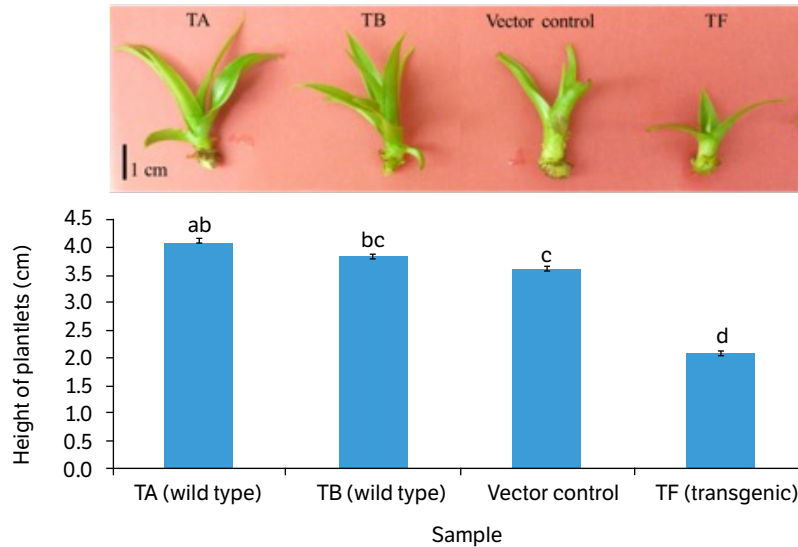 TA TB Vector control TF
1 cm
Height of plantlets (cm)
4.5
4.0
3.5
3.0
2.5
2.0
1.5
1.0
0.5
0.0
ab bc c d
TA (wild type) TB (wild type) Vector control TF (transgenic)
Sample